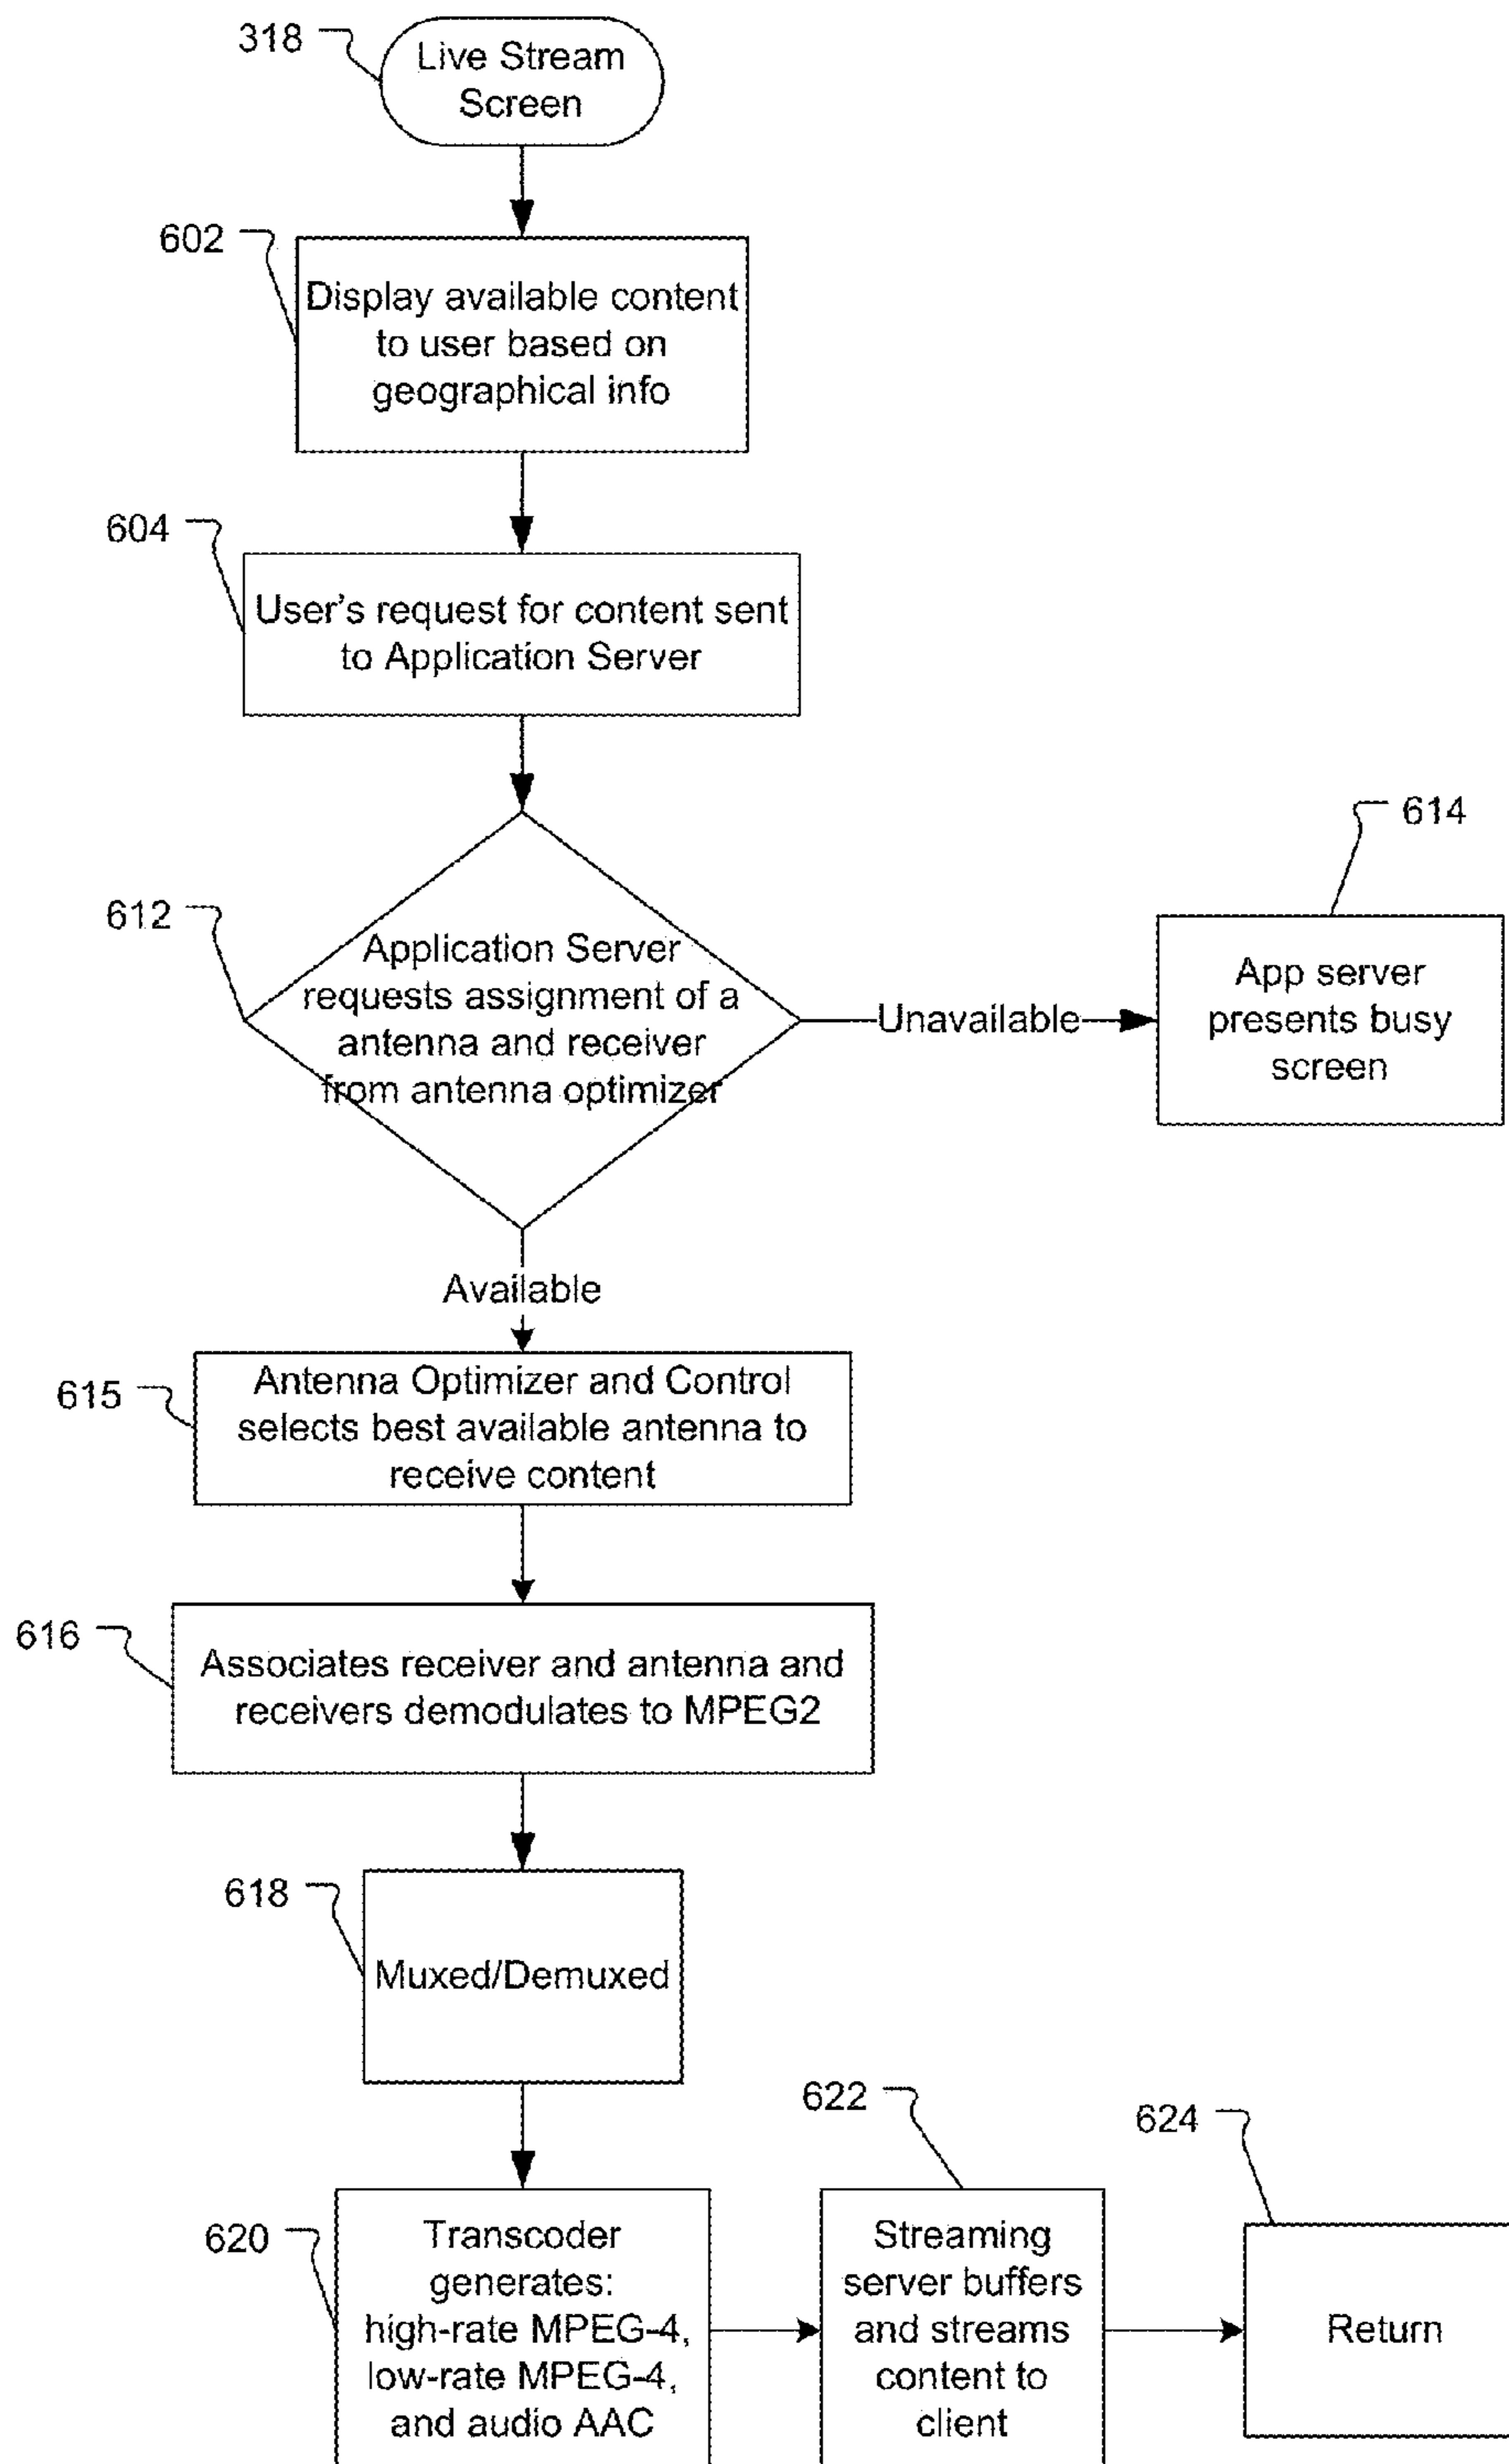 318
Live Stream
Screen
602
Display available content
to user based on
geographical info
604
User's request for content sent
to Application Server
612
Application Server
requests assignment of a
antenna and receiver
from antenna optimizer
Unavailable
614
App server
presents busy
screen
Available
615
Antenna Optimizer and Control
selects best available antenna to
receive content
616
Associates receiver and antenna and
receivers demodulates to MPEG2
618
Muxed/Demuxed
620
Transcoder
generates:
high-rate MPEG-4,
low-rate MPEG-4,
and audio AAC
622
Streaming
server buffers
and streams
content to
client
624
Return